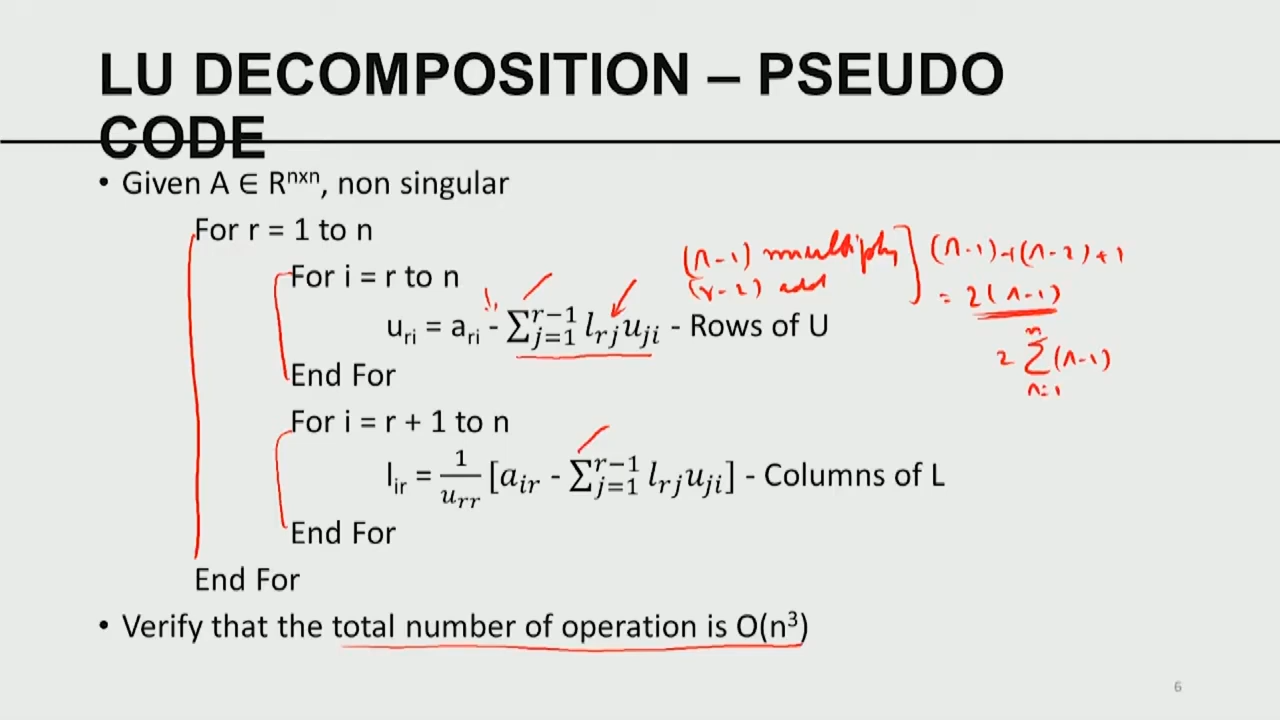 LU DECOMPOSITION – PSEUDO
CODE
• Given A ∈ Rⁿˣⁿ, non singular
For r = 1 to n
For i = r to n
u_ri = a_ri - ∑_{j=1}^{r−1} l_rj u_ji - Rows of U
End For
For i = r + 1 to n
l_ir = 1/u_rr [a_ir - ∑_{j=1}^{r−1} l_rj u_ji] - Columns of L
End For
End For
• Verify that the total number of operation is O(n³)
(r-1) multiply
(r-2) add
(r-1)+(r-2)+1
= 2(r-1)
2 ∑_{r=1}^{n} (r-1)
6